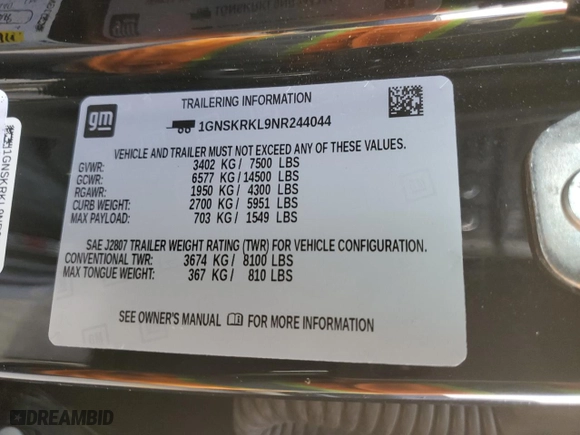 gm
TRAILERING INFORMATION
1GNSKRKL9NR244044
VEHICLE AND TRAILER MUST NOT EXCEED ANY OF THESE VALUES.
GVWR: 3402 KG / 7500 LBS
GCWR: 6577 KG / 14500 LBS
RGAWR: 1950 KG / 4300 LBS
CURB WEIGHT: 2700 KG / 5951 LBS
MAX PAYLOAD: 703 KG / 1549 LBS
SAE J2807 TRAILER WEIGHT RATING (TWR) FOR VEHICLE CONFIGURATION.
CONVENTIONAL TWR: 3674 KG / 8100 LBS
MAX TONGUE WEIGHT: 367 KG / 810 LBS
SEE OWNER'S MANUAL FOR MORE INFORMATION
DREAMBID